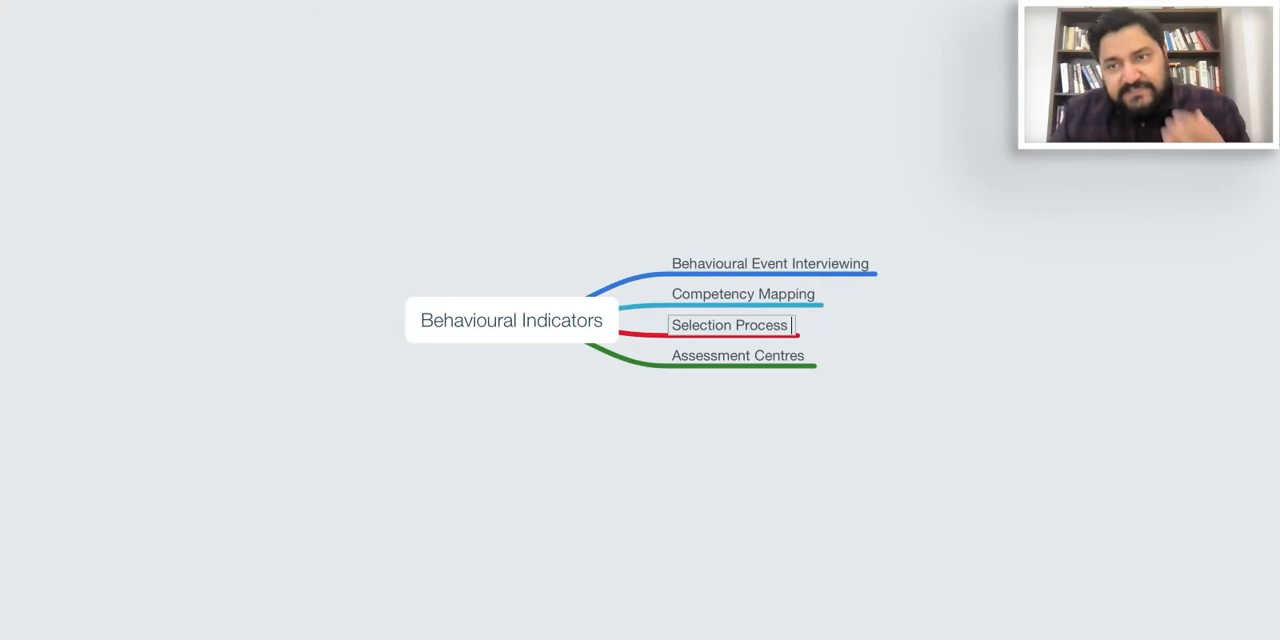 Behavioural Event Interviewing
Competency Mapping
Behavioural Indicators
Selection Process
Assessment Centres